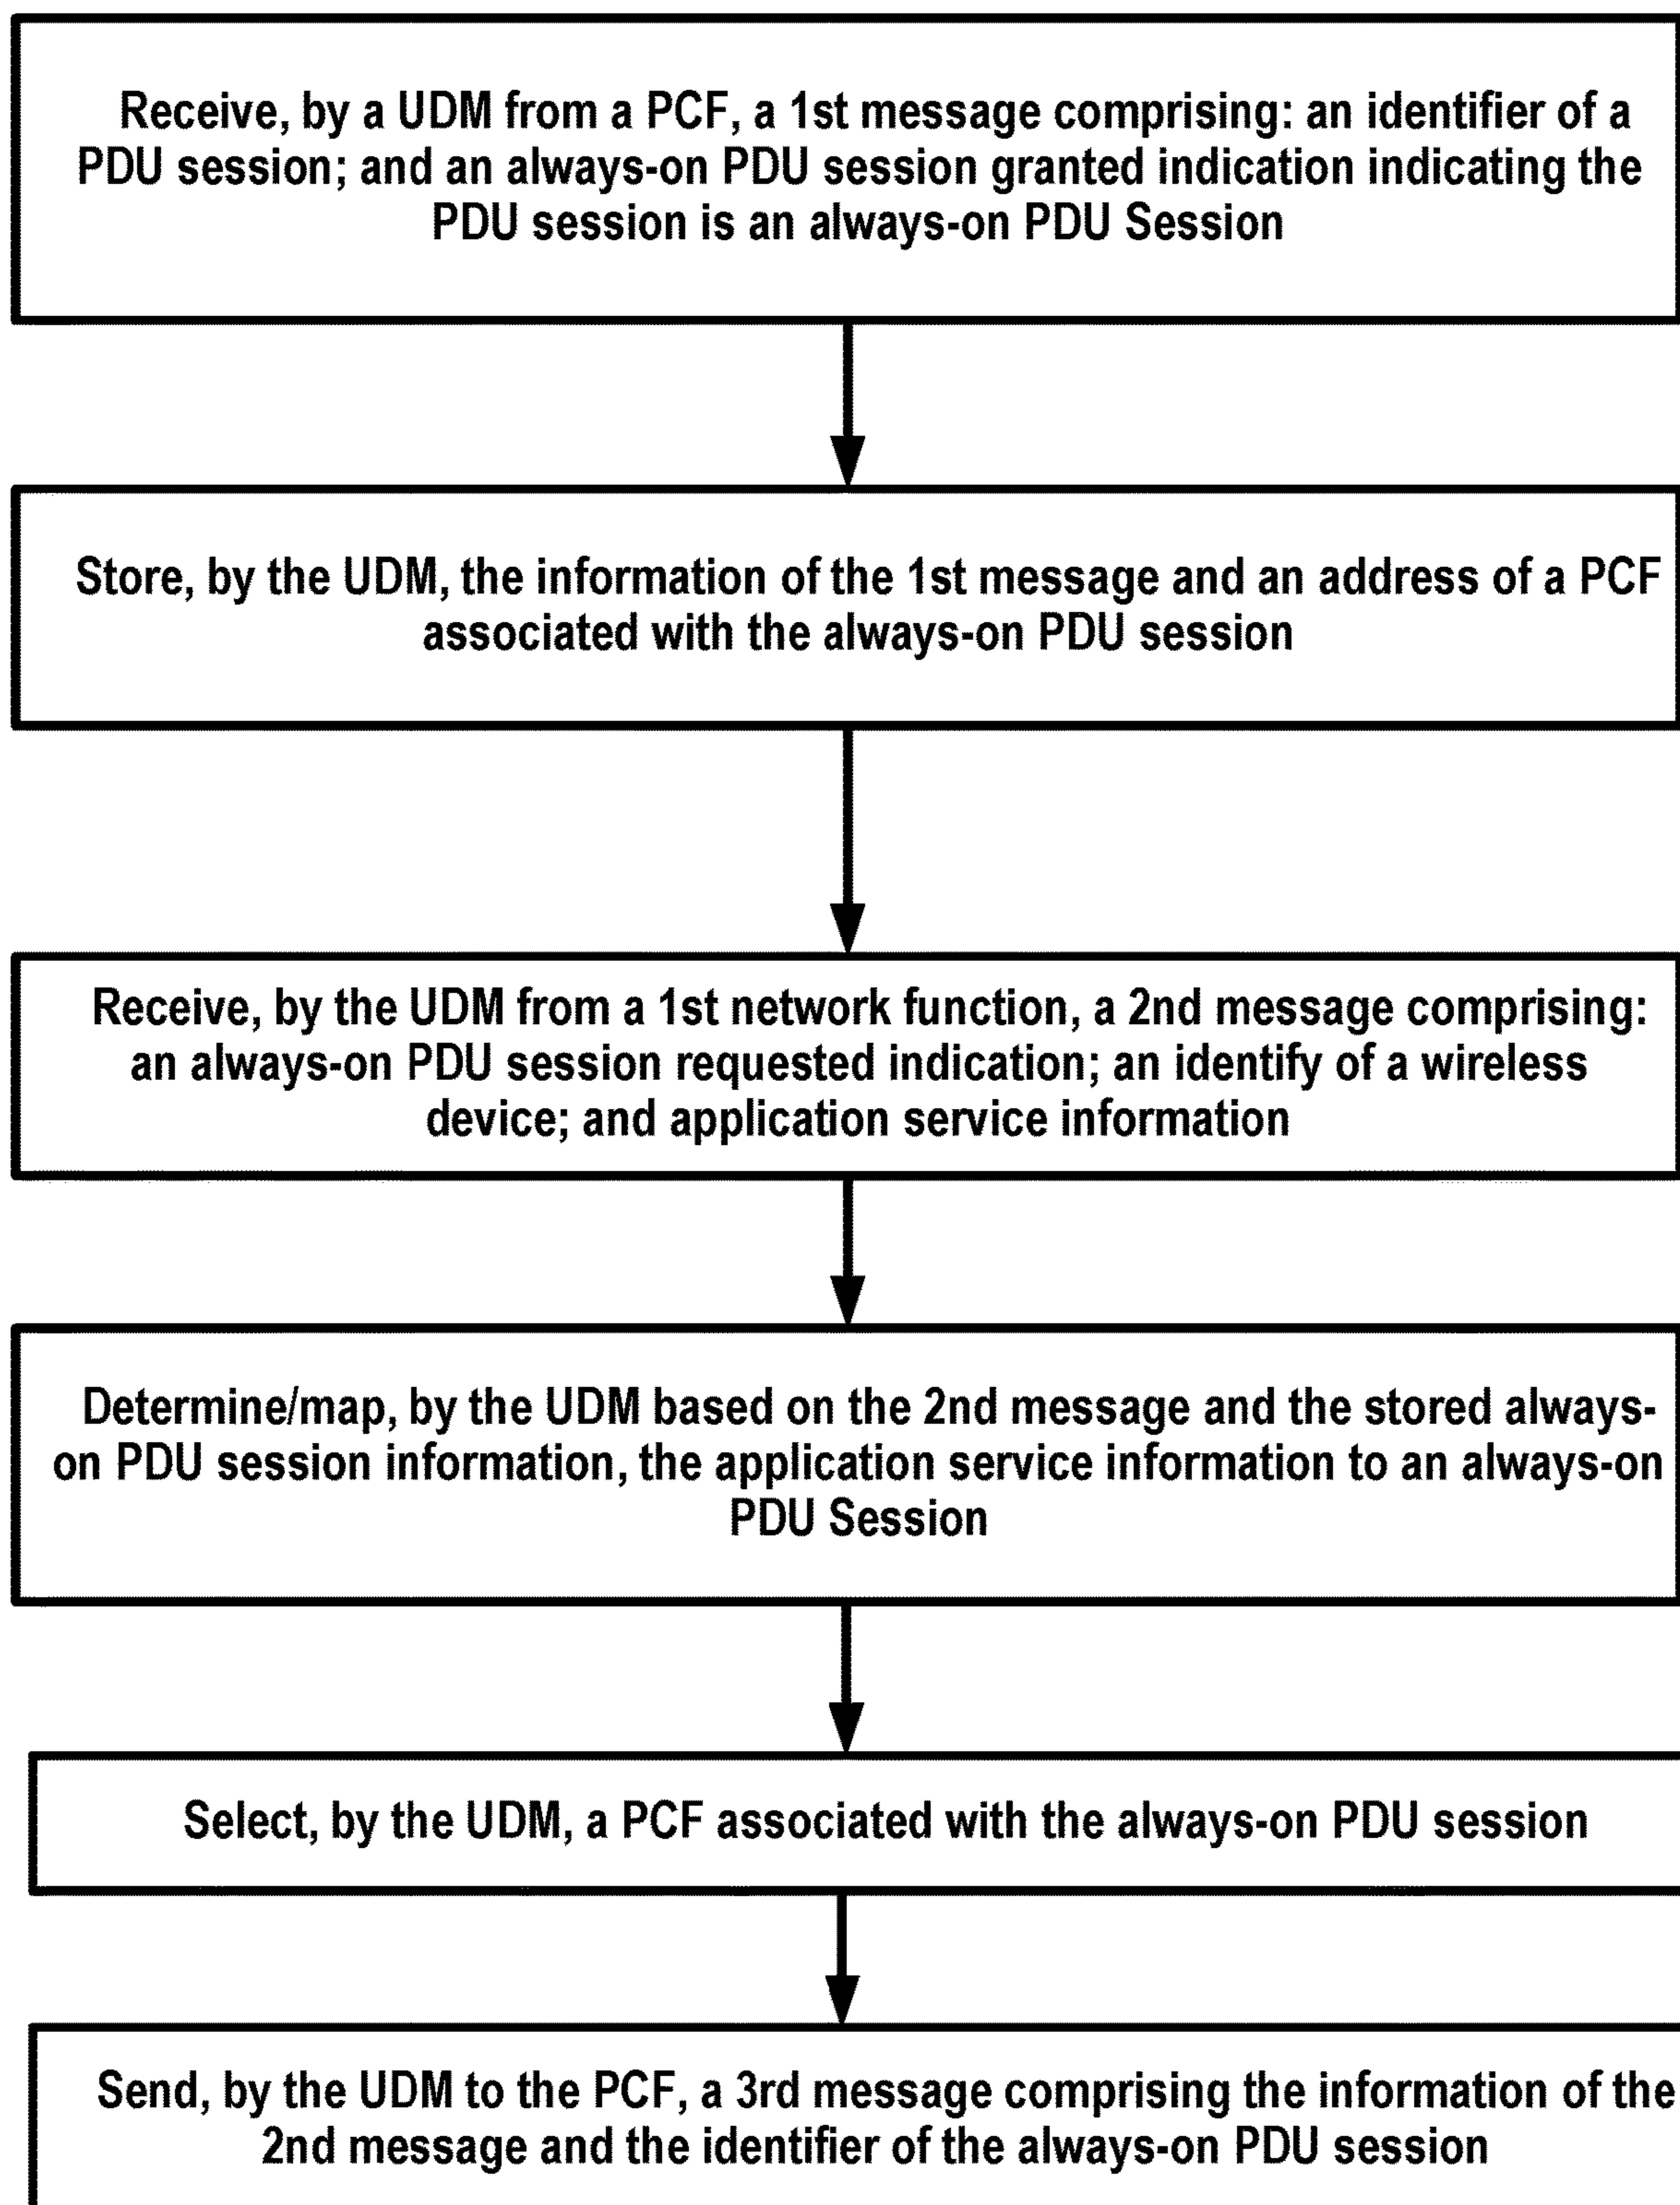 Receive, by a UDM from a PCF, a 1st message comprising: an identifier of a
PDU session; and an always-on PDU session granted indication indicating the
PDU session is an always-on PDU Session
Store, by the UDM, the information of the 1st message and an address of a PCF
associated with the always-on PDU session
Receive, by the UDM from a 1st network function, a 2nd message comprising:
an always-on PDU session requested indication; an identify of a wireless
device; and application service information
Determine/map, by the UDM based on the 2nd message and the stored always-
on PDU session information, the application service information to an always-on
PDU Session
Select, by the UDM, a PCF associated with the always-on PDU session
Send, by the UDM to the PCF, a 3rd message comprising the information of the
2nd message and the identifier of the always-on PDU session